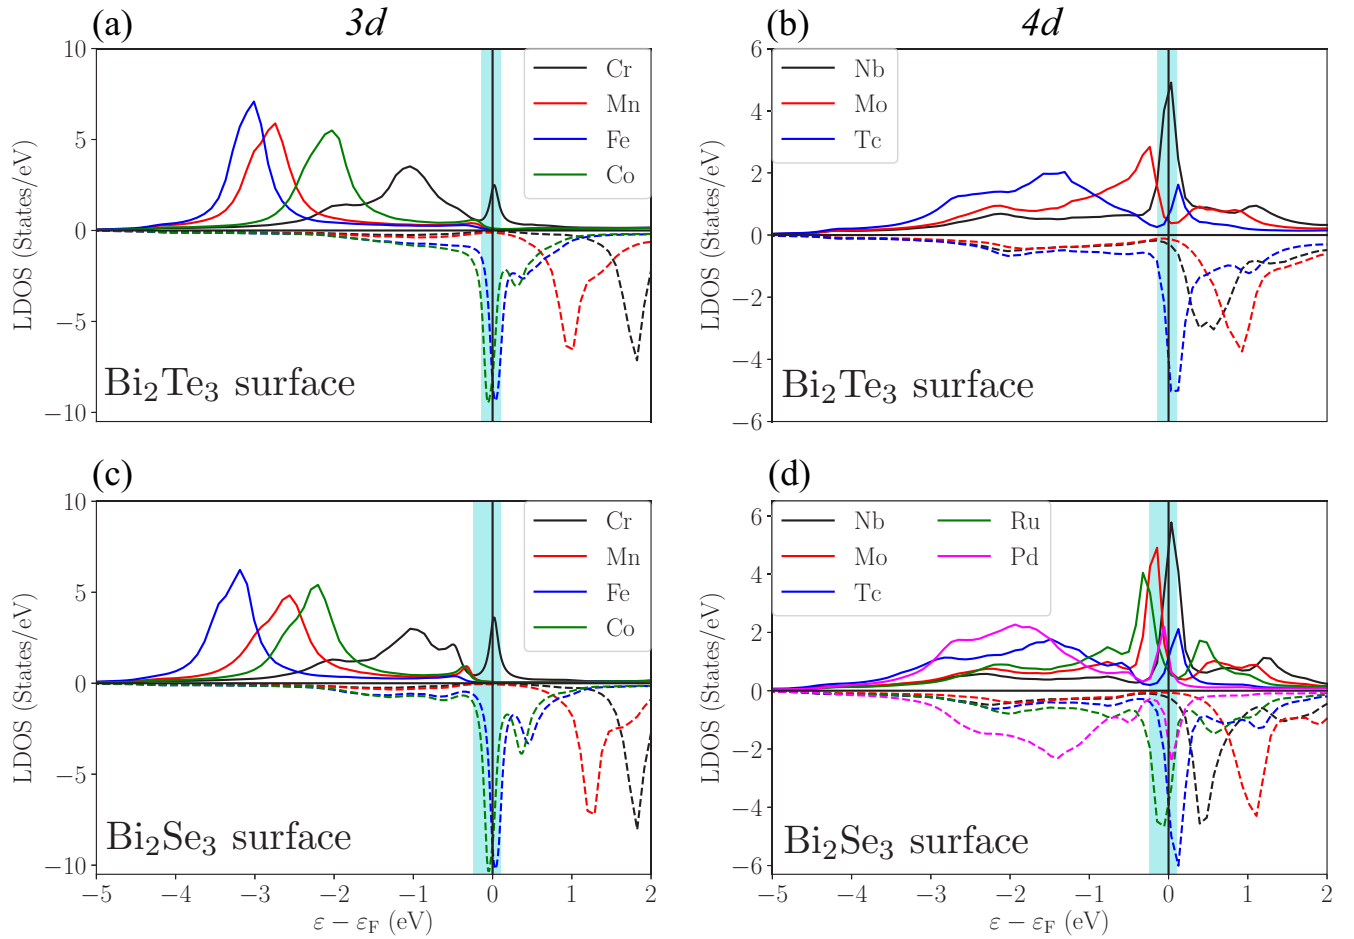 (a) 3d
10
5
0
−5
−10
LDOS (States/eV)
Cr
Mn
Fe
Co
Bi₂Te₃ surface
(b) 4d
6
4
2
0
−2
−4
−6
LDOS (States/eV)
Nb
Mo
Tc
Bi₂Te₃ surface
(c)
10
5
0
−5
−10
LDOS (States/eV)
Cr
Mn
Fe
Co
Bi₂Se₃ surface
−5 −4 −3 −2 −1 0 1 2
ε − ε_F (eV)
(d)
6
4
2
0
−2
−4
−6
LDOS (States/eV)
Nb Ru
Mo Pd
Tc
Bi₂Se₃ surface
−5 −4 −3 −2 −1 0 1 2
ε − ε_F (eV)